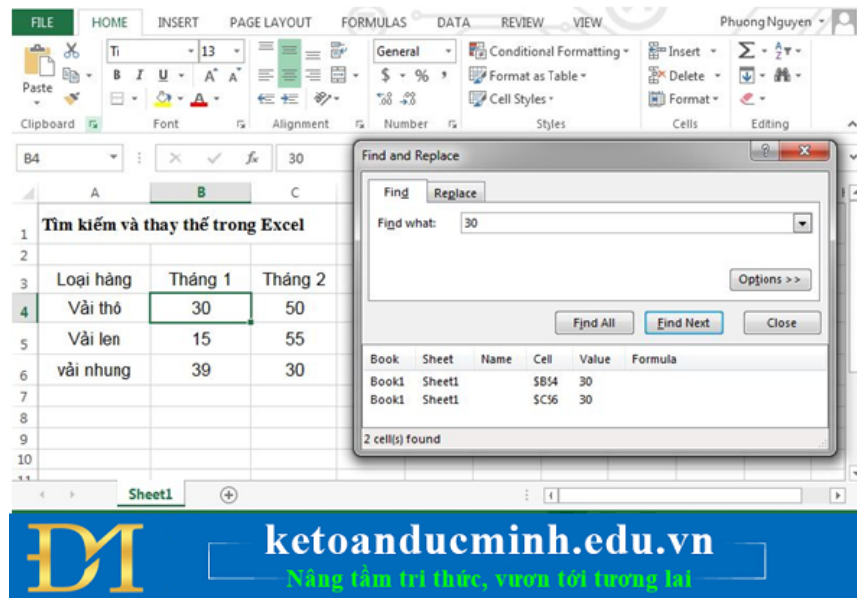 FILE HOME INSERT PAGE LAYOUT FORMULAS DATA REVIEW VIEW Phuong Nguyen
Ti 13 General Conditional Formatting Insert
Paste B I U A A $ % Format as Table Delete
A Cell Styles Format
Clipboard Font Alignment Number Styles Cells Editing
B4 fx 30
Find and Replace
Find Replace
Find what: 30
Options >>
Find All Find Next Close
Book Sheet Name Cell Value Formula
Book1 Sheet1 $B$4 30
Book1 Sheet1 $C$6 30
2 cell(s) found
A B C
1 Tìm kiếm và thay thế trong Excel
2
3 Loại hàng Tháng 1 Tháng 2
4 Vải thô 30 50
5 Vải len 15 55
6 vải nhung 39 30
7
8
9
10
11
Sheet1
ĐM
ketoanducminh.edu.vn
Nâng tầm tri thức, vươn tới tương lai